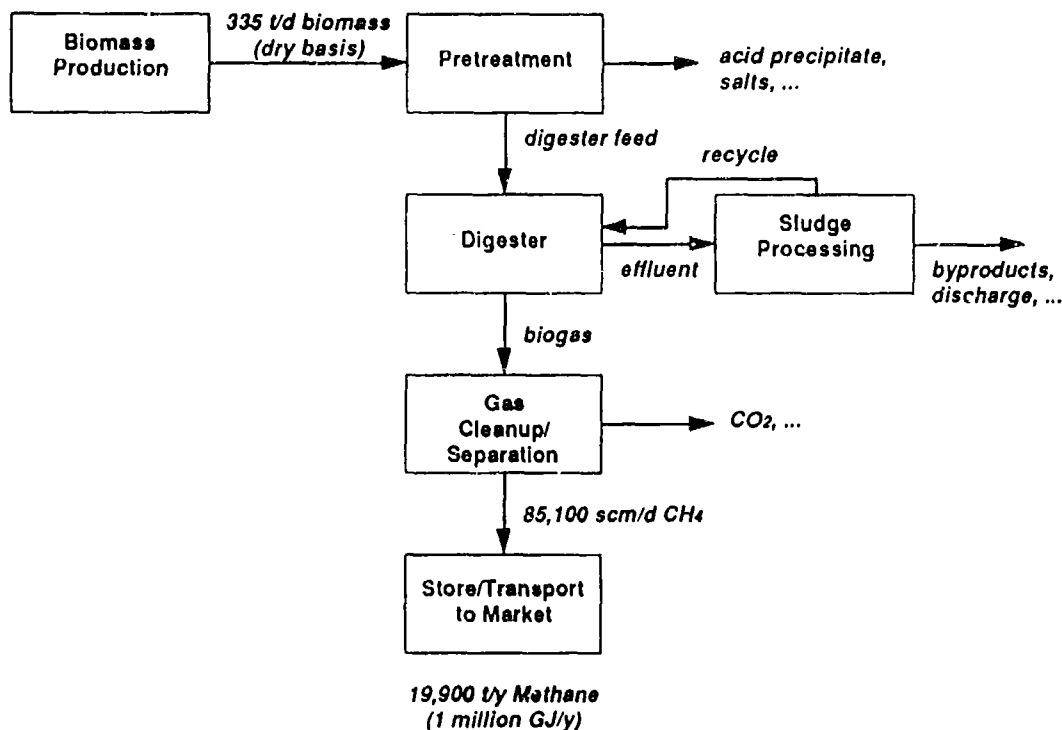 Biomass
Production
335 t/d biomass
(dry basis)
Pretreatment
acid precipitate,
salts, ...
digester feed
recycle
Digester
effluent
Sludge
Processing
byproducts,
discharge, ...
biogas
Gas
Cleanup/
Separation
CO2, ...
85,100 scm/d CH4
Store/Transport
to Market
19,900 t/y Methane
(1 million GJ/y)